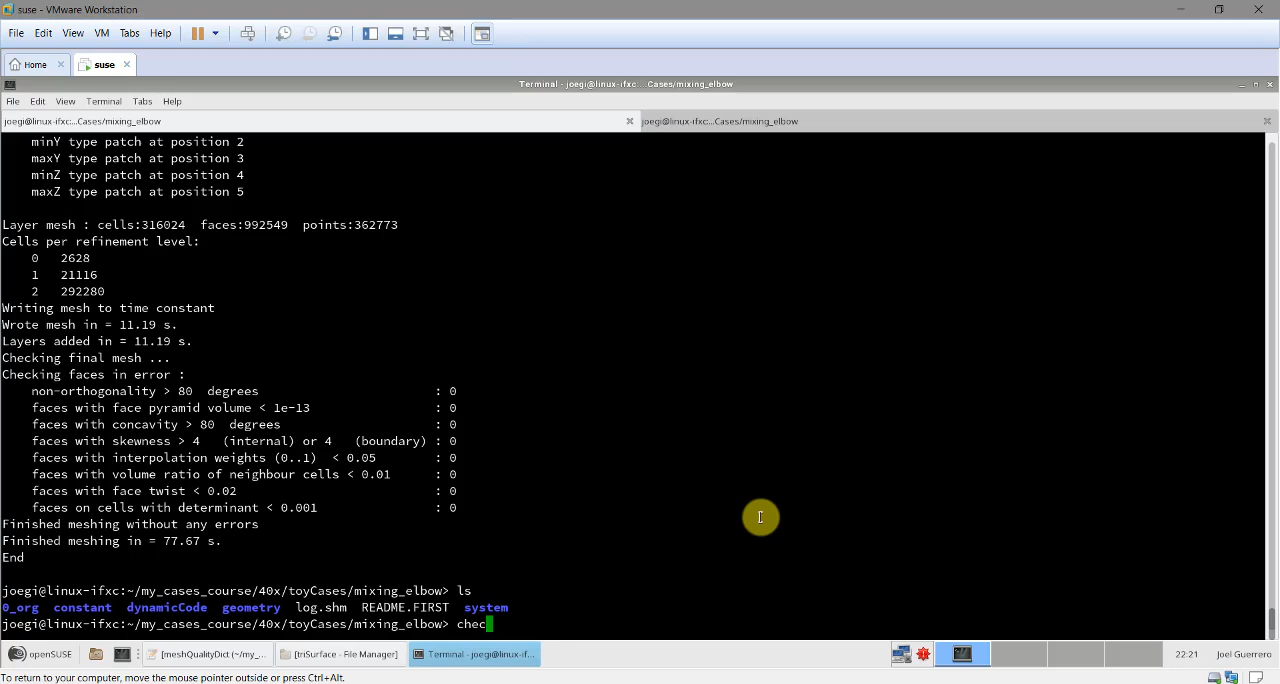 suse - VMware Workstation
File Edit View VM Tabs Help
Home suse
Terminal - joegi@linux-ifxc... Cases/mixing_elbow
File Edit View Terminal Tabs Help
joegi@linux-ifxc:...Cases/mixing_elbow joegi@linux-ifxc:...Cases/mixing_elbow
minY type patch at position 2
maxY type patch at position 3
minZ type patch at position 4
maxZ type patch at position 5
Layer mesh : cells:316024 faces:992549 points:362773
Cells per refinement level:
0 2628
1 21116
2 292280
Writing mesh to time constant
Wrote mesh in = 11.19 s.
Layers added in = 11.19 s.
Checking final mesh ...
Checking faces in error :
non-orthogonality > 80 degrees : 0
faces with face pyramid volume < 1e-13 : 0
faces with concavity > 80 degrees : 0
faces with skewness > 4 (internal) or 4 (boundary) : 0
faces with interpolation weights (0..1) < 0.05 : 0
faces with volume ratio of neighbour cells < 0.01 : 0
faces with face twist < 0.02 : 0
faces on cells with determinant < 0.001 : 0
Finished meshing without any errors
Finished meshing in = 77.67 s.
End
joegi@linux-ifxc:~/my_cases_course/40x/toyCases/mixing_elbow> ls
0_org constant dynamicCode geometry log.shm README.FIRST system
joegi@linux-ifxc:~/my_cases_course/40x/toyCases/mixing_elbow> chec
openSUSE [meshQualityDict (~/my_... [triSurface - File Manager] Terminal - joegi@linux-if... 22:21 Joel Guerrero
To return to your computer, move the mouse pointer outside or press Ctrl+Alt.